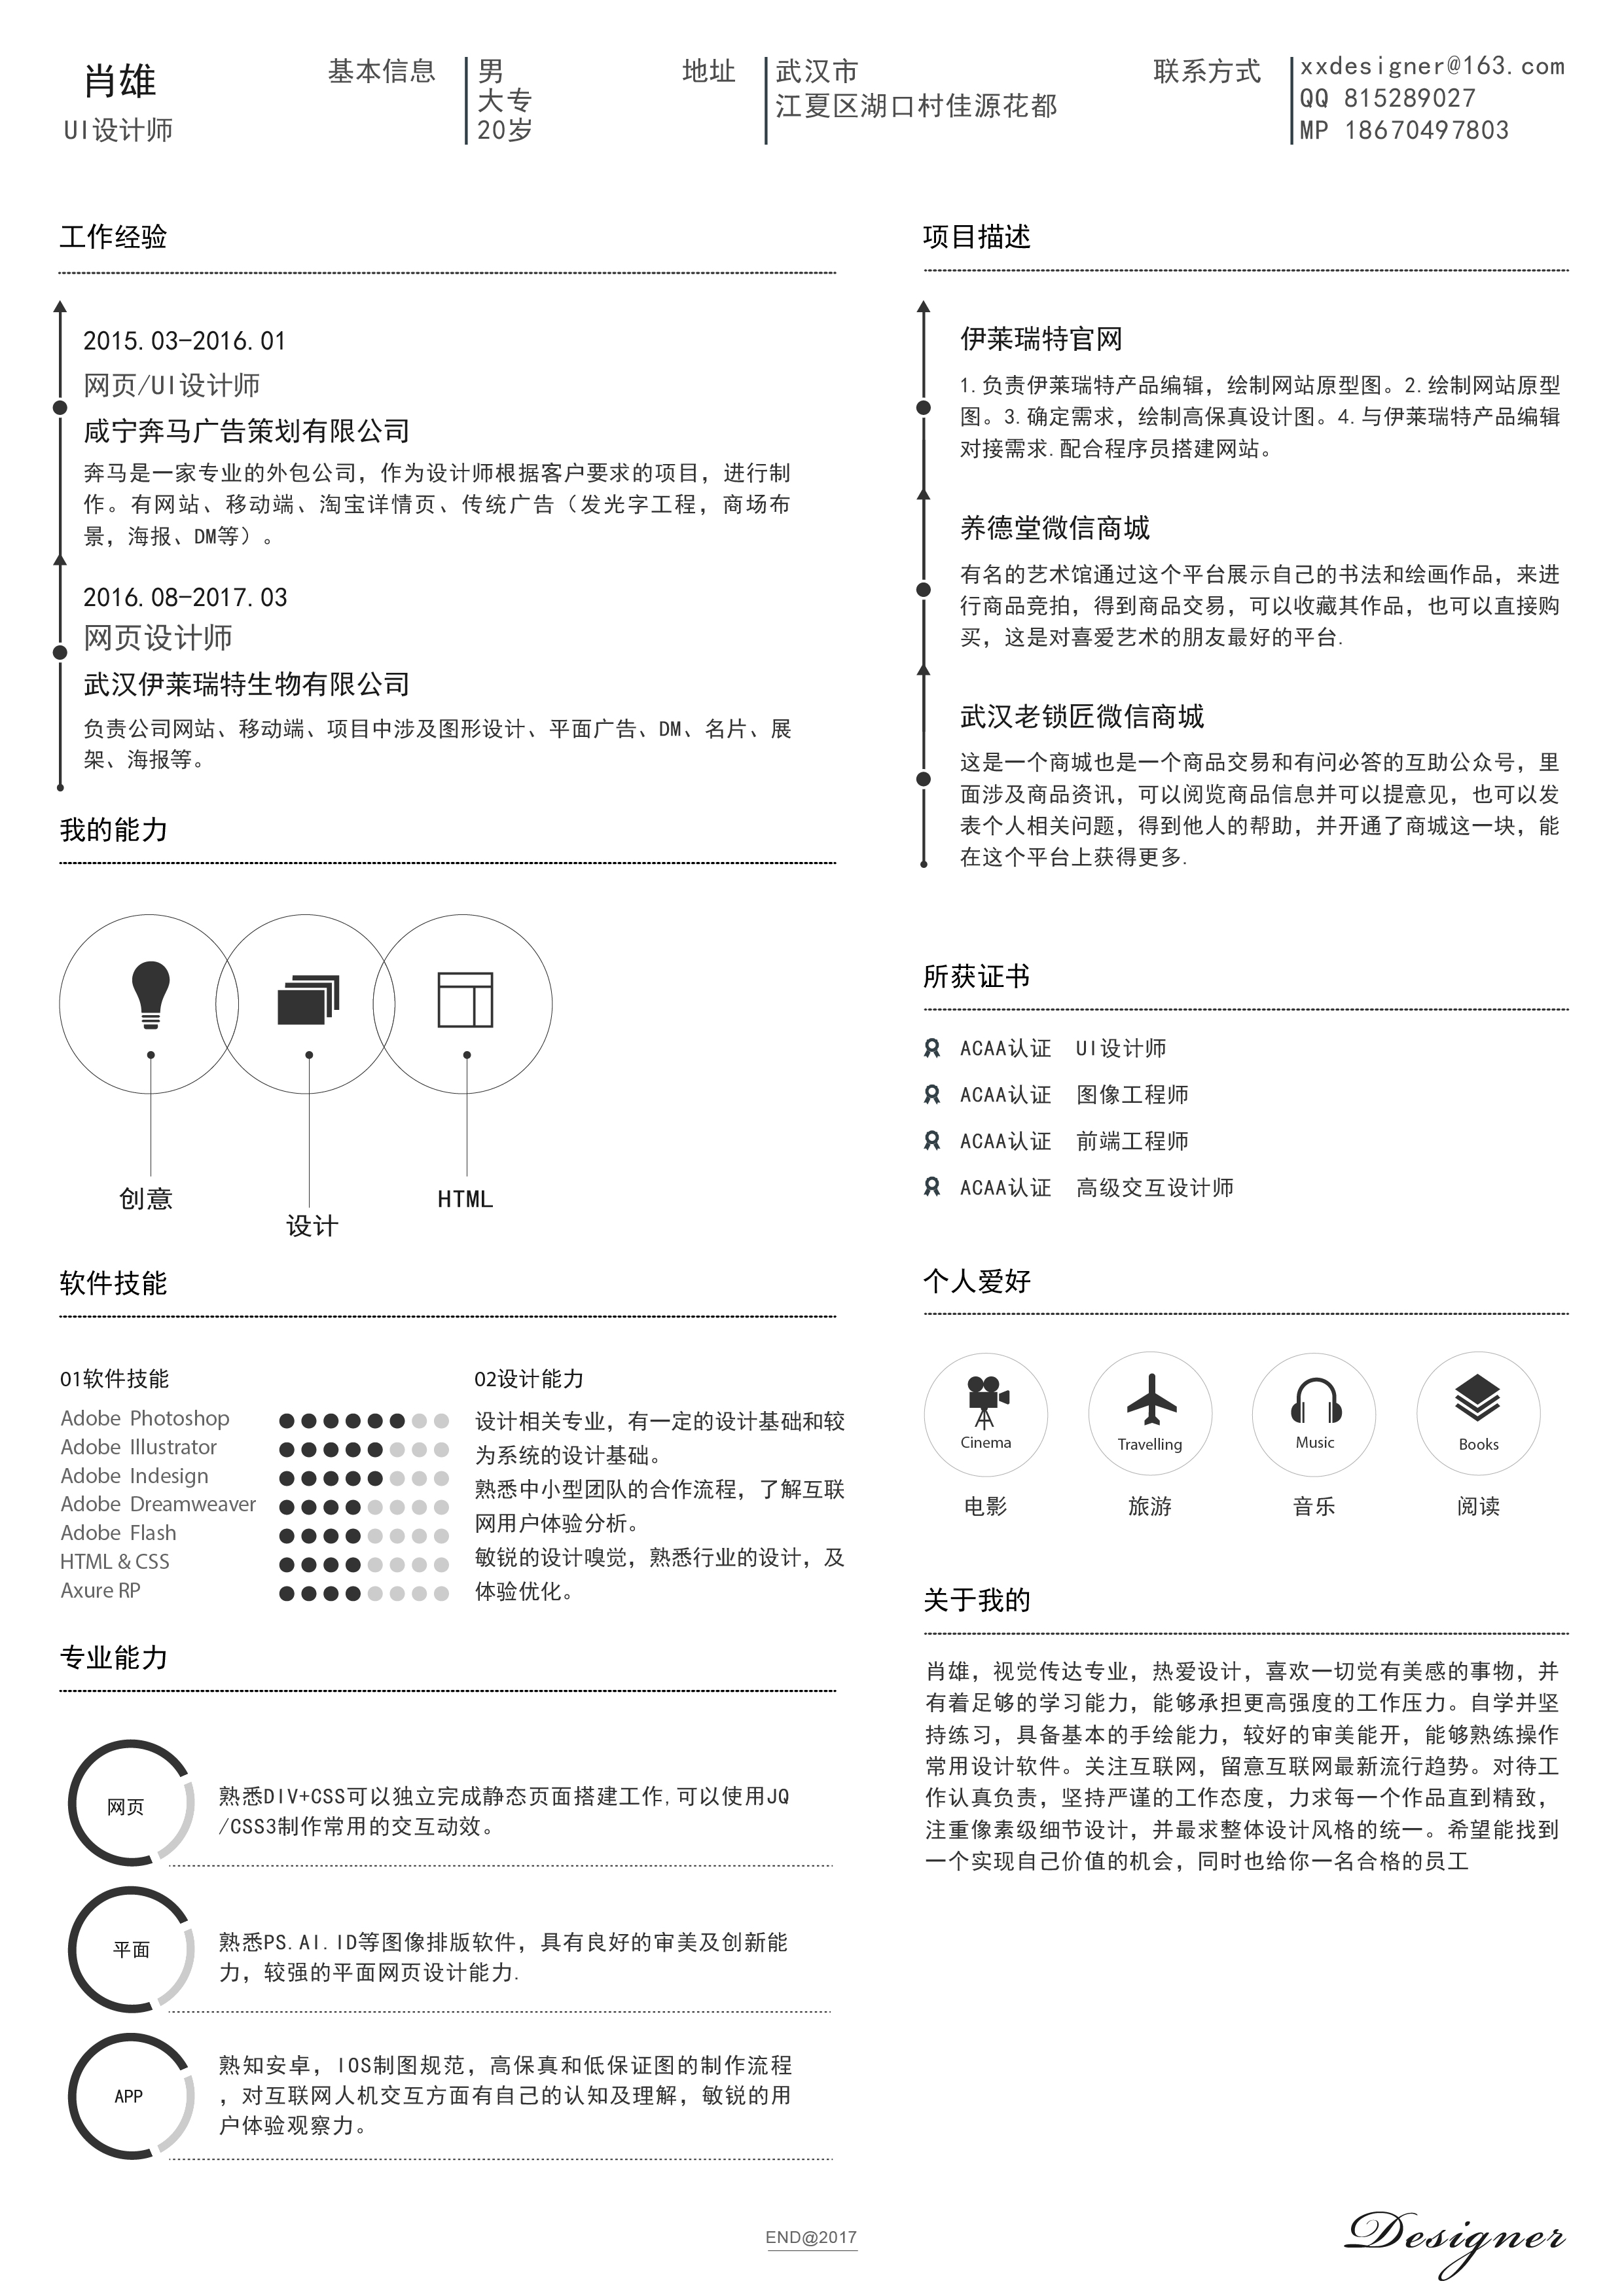 肖雄
UI设计师
基本信息
男
大专
20岁
地址
武汉市
江夏区湖口村佳源花都
联系方式
xxdesigner@163.com
QQ 815289027
MP 18670497803
工作经验
2015.03-2016.01
网页/UI设计师
咸宁奔马广告策划有限公司
奔马是一家专业的外包公司，作为设计师根据客户要求的项目，进行制
作。有网站、移动端、淘宝详情页、传统广告（发光字工程，商场布
景，海报、DM等）。
2016.08-2017.03
网页设计师
武汉伊莱瑞特生物有限公司
负责公司网站、移动端、项目中涉及图形设计、平面广告、DM、名片、展
架、海报等。
我的能力
创意
设计
HTML
软件技能
01软件技能
Adobe Photoshop
Adobe Illustrator
Adobe Indesign
Adobe Dreamweaver
Adobe Flash
HTML & CSS
Axure RP
02设计能力
设计相关专业，有一定的设计基础和较
为系统的设计基础。
熟悉中小型团队的合作流程，了解互联
网用户体验分析。
敏锐的设计嗅觉，熟悉行业的设计，及
体验优化。
专业能力
网页
熟悉DIV+CSS可以独立完成静态页面搭建工作,可以使用JQ
/CSS3制作常用的交互动效。
平面
熟悉PS.AI.ID等图像排版软件，具有良好的审美及创新能
力，较强的平面网页设计能力.
APP
熟知安卓，IOS制图规范，高保真和低保证图的制作流程
，对互联网人机交互方面有自己的认知及理解，敏锐的用
户体验观察力。
项目描述
伊莱瑞特官网
1.负责伊莱瑞特产品编辑，绘制网站原型图。2.绘制网站原型
图。3.确定需求，绘制高保真设计图。4.与伊莱瑞特产品编辑
对接需求.配合程序员搭建网站。
养德堂微信商城
有名的艺术馆通过这个平台展示自己的书法和绘画作品，来进
行商品竞拍，得到商品交易，可以收藏其作品，也可以直接购
买，这是对喜爱艺术的朋友最好的平台.
武汉老锁匠微信商城
这是一个商城也是一个商品交易和有问必答的互助公众号，里
面涉及商品资讯，可以阅览商品信息并可以提意见，也可以发
表个人相关问题，得到他人的帮助，并开通了商城这一块，能
在这个平台上获得更多.
所获证书
ACAA认证 UI设计师
ACAA认证 图像工程师
ACAA认证 前端工程师
ACAA认证 高级交互设计师
个人爱好
Cinema
Travelling
Music
Books
电影
旅游
音乐
阅读
关于我的
肖雄，视觉传达专业，热爱设计，喜欢一切觉有美感的事物，并
有着足够的学习能力，能够承担更高强度的工作压力。自学并坚
持练习，具备基本的手绘能力，较好的审美能开，能够熟练操作
常用设计软件。关注互联网，留意互联网最新流行趋势。对待工
作认真负责，坚持严谨的工作态度，力求每一个作品直到精致，
注重像素级细节设计，并最求整体设计风格的统一。希望能找到
一个实现自己价值的机会，同时也给你一名合格的员工
END@2017
Designer